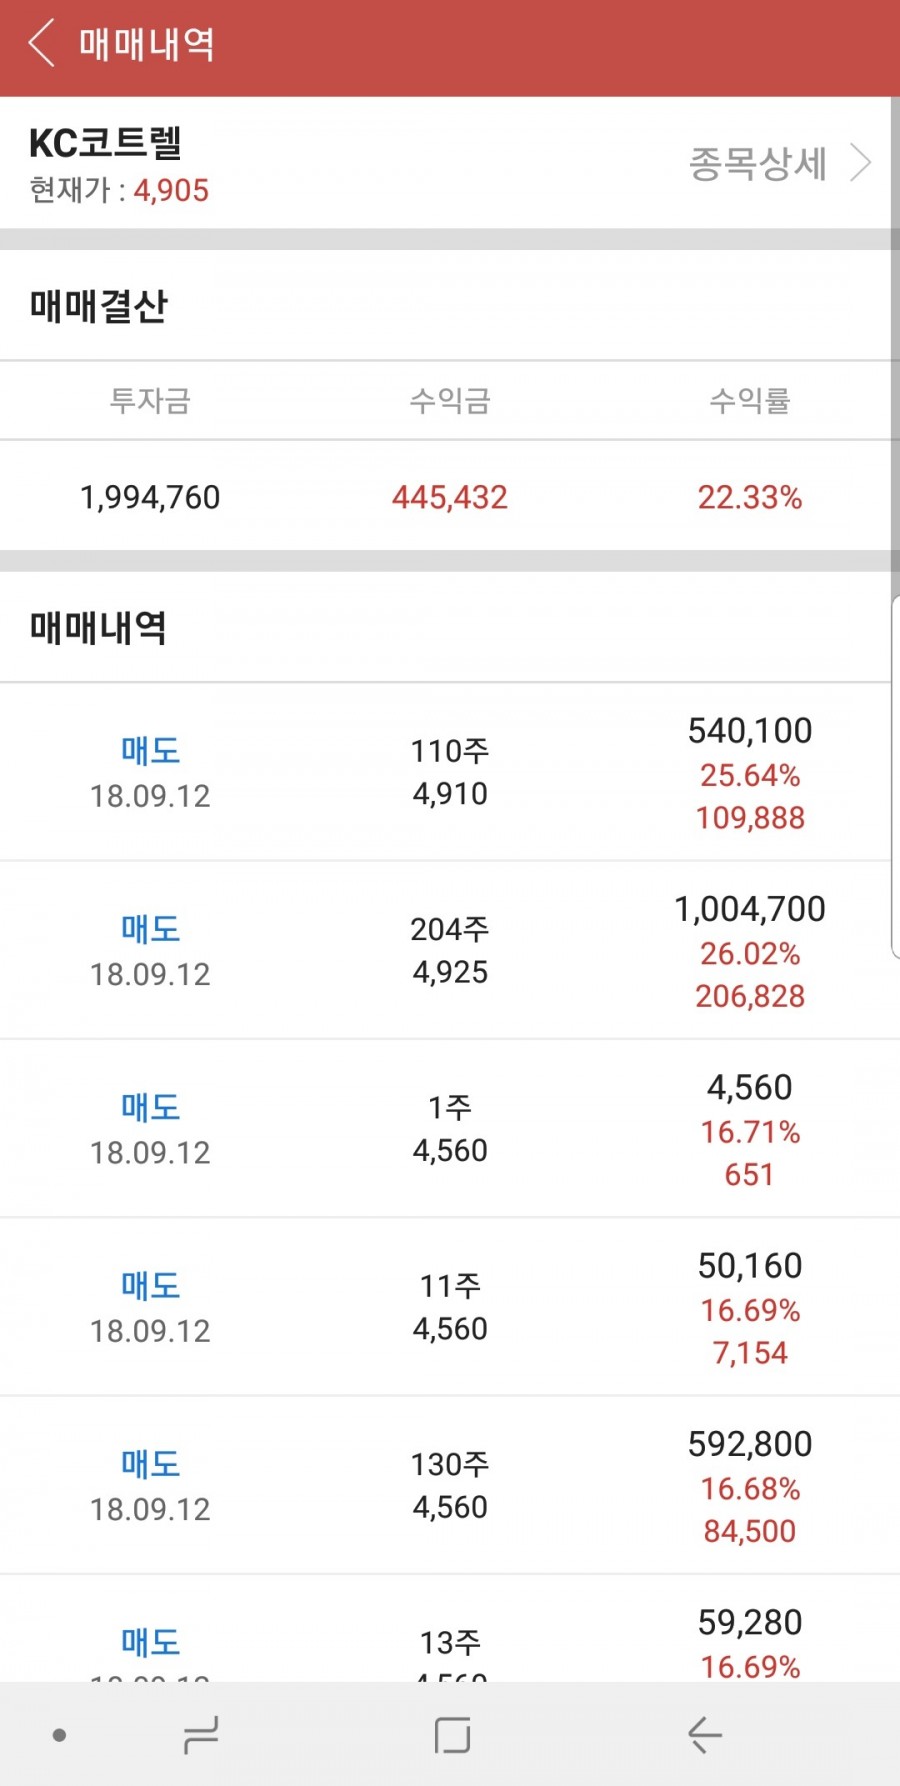 매매내역
KC코트렐
현재가 : 4,905
종목상세
매매결산
투자금 수익금 수익률
1,994,760 445,432 22.33%
매매내역
매도 110주 540,100
18.09.12 4,910 25.64%
109,888
매도 204주 1,004,700
18.09.12 4,925 26.02%
206,828
매도 1주 4,560
18.09.12 4,560 16.71%
651
매도 11주 50,160
18.09.12 4,560 16.69%
7,154
매도 130주 592,800
18.09.12 4,560 16.68%
84,500
매도 13주 59,280
16.69%